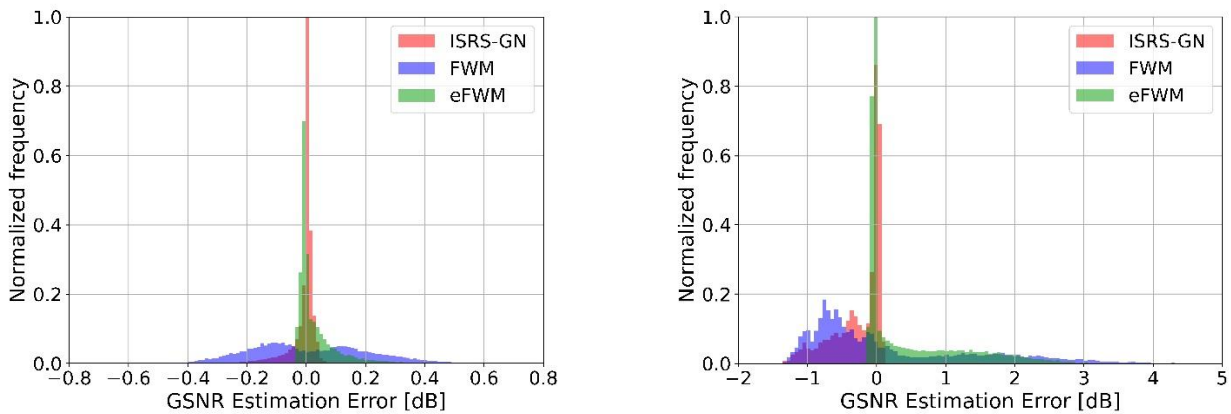 1.0
0.8
0.6
0.4
0.2
0.0
Normalized frequency
ISRS-GN
FWM
eFWM
−0.8 −0.6 −0.4 −0.2 0.0 0.2 0.4 0.6 0.8
GSNR Estimation Error [dB]
1.0
0.8
0.6
0.4
0.2
0.0
Normalized frequency
ISRS-GN
FWM
eFWM
−2 −1 0 1 2 3 4 5
GSNR Estimation Error [dB]